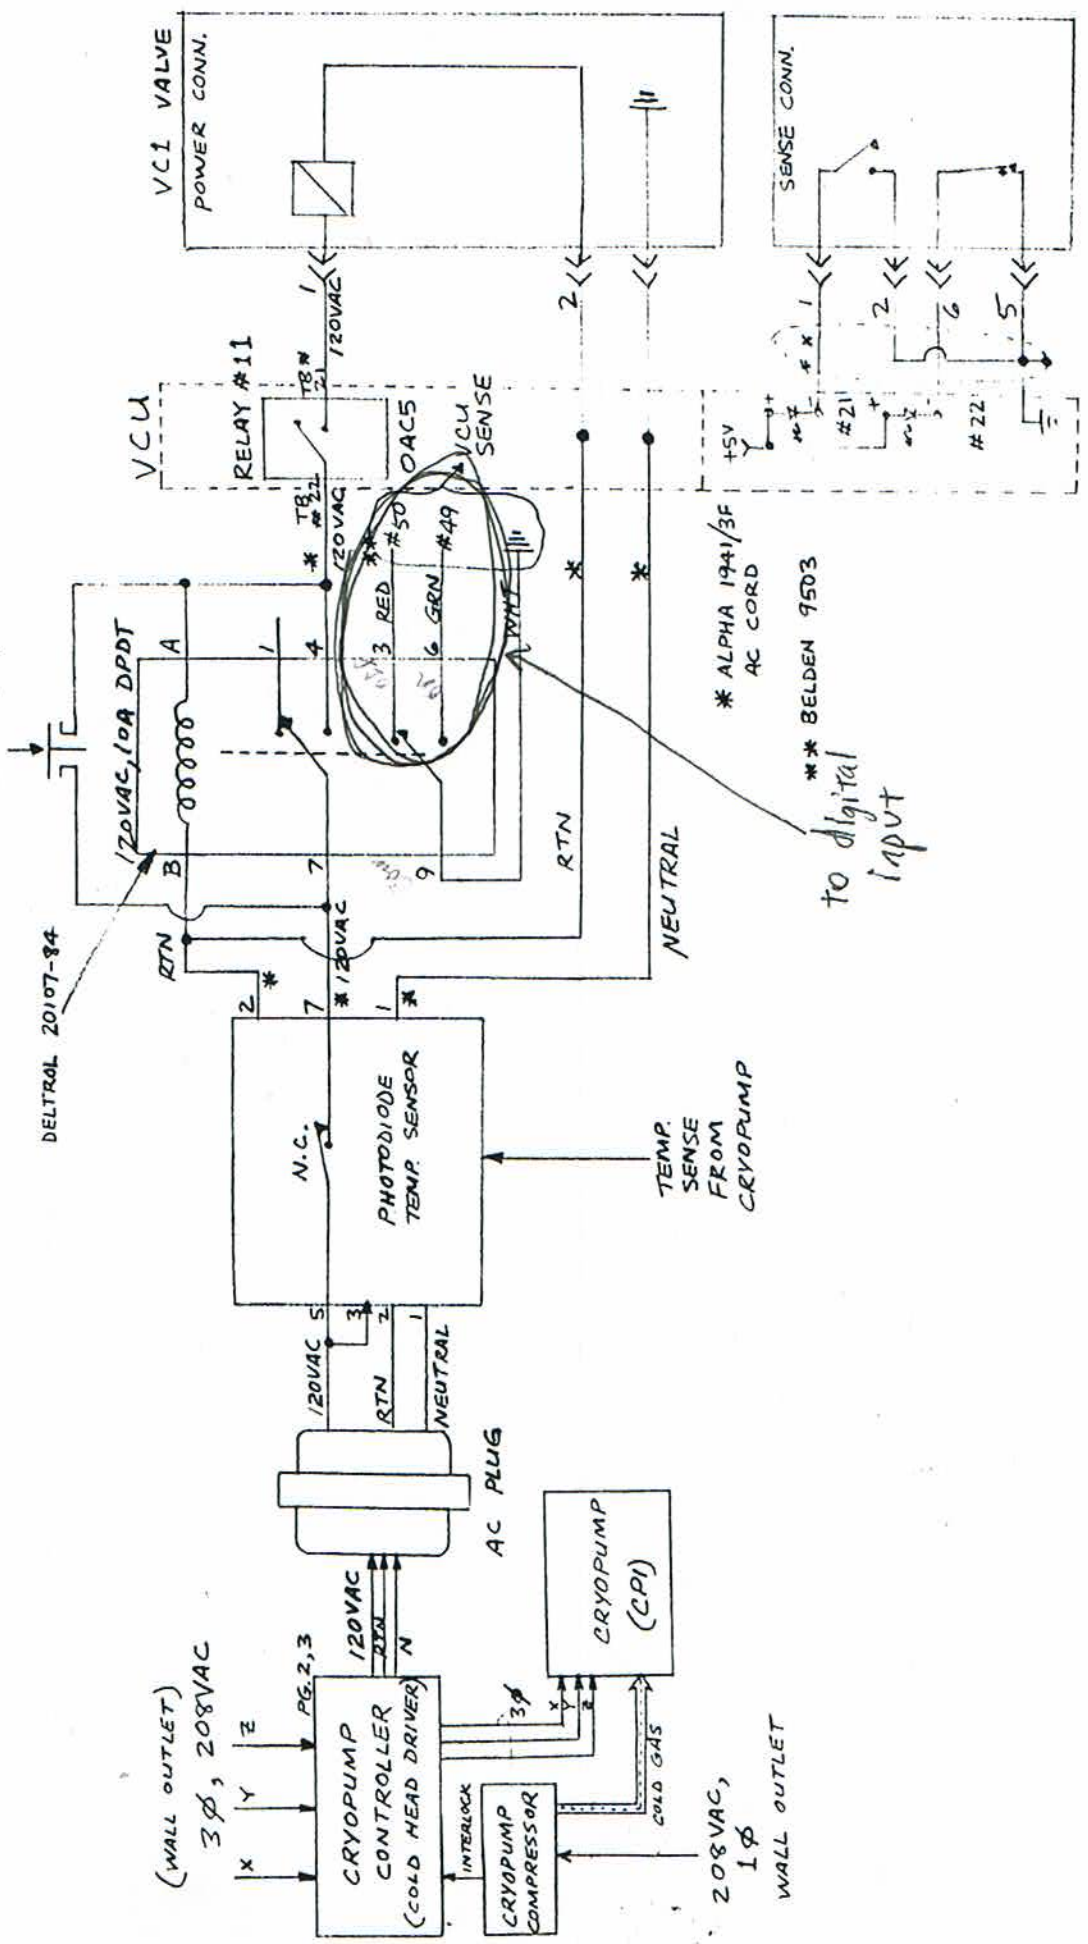 (WALL OUTLET)
3Ø, 208VAC
X
Y
Z
PG. 2, 3
CRYOPUMP
CONTROLLER
(COLD HEAD DRIVER)
INTERLOCK
CRYOPUMP
COMPRESSOR
208VAC,
1Ø
WALL OUTLET
3Ø
X
Y
Z
COLD GAS
CRYOPUMP
(CP1)
120VAC
RTN
N
AC PLUG
120VAC
RTN
NEUTRAL
5
3
2
1
N.C.
PHOTODIODE
TEMP. SENSOR
TEMP.
SENSE
FROM
CRYOPUMP
2
7
1
*
* 120VAC
*
RTN
DELTROL 20107-84
120VAC, 10A DPDT
B
A
7
1
4
9
3
RED
#50
**
6
GRN
#49
WHT
RTN
NEUTRAL
to digital
input
*
120VAC
TB
#22
VCU
RELAY #11
OAC5
VCU
SENSE
TB#
21
120VAC
*
*
* ALPHA 1941/3F
AC CORD
** BELDEN 9503
VC1 VALVE
POWER CONN.
1
2
+5V
+
#21
+
#22
**
1
2
6
5
SENSE CONN.